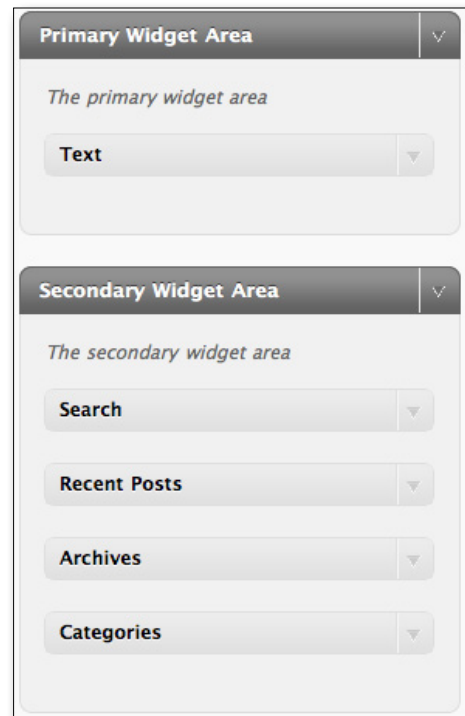 Primary Widget Area
The primary widget area
Text
Secondary Widget Area
The secondary widget area
Search
Recent Posts
Archives
Categories